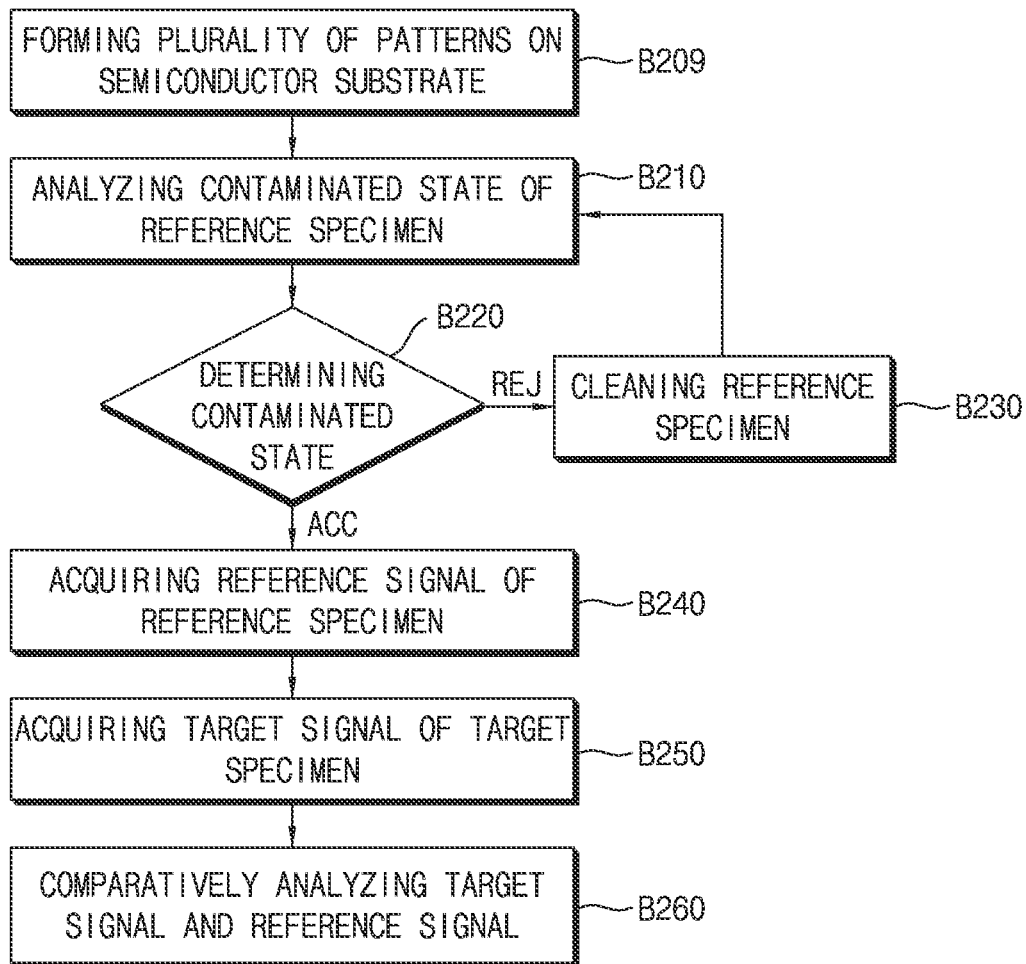 FORMING PLURALITY OF PATTERNS ON
SEMICONDUCTOR SUBSTRATE
B209
ANALYZING CONTAMINATED STATE OF
REFERENCE SPECIMEN
B210
B220
DETERMINING
CONTAMINATED
STATE
REJ
CLEANING REFERENCE
SPECIMEN
B230
ACC
ACQUIRING REFERENCE SIGNAL OF
REFERENCE SPECIMEN
B240
ACQUIRING TARGET SIGNAL OF TARGET
SPECIMEN
B250
COMPARATIVELY ANALYZING TARGET
SIGNAL AND REFERENCE SIGNAL
B260